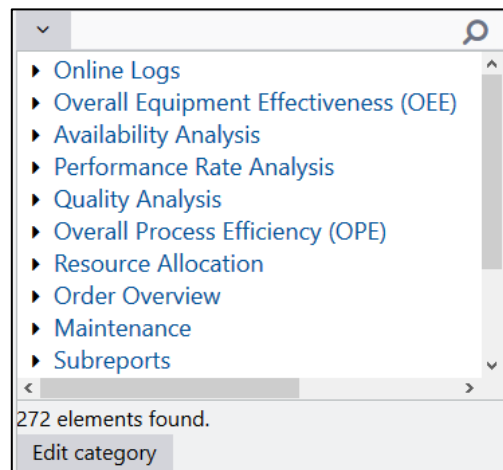 Online Logs
Overall Equipment Effectiveness (OEE)
Availability Analysis
Performance Rate Analysis
Quality Analysis
Overall Process Efficiency (OPE)
Resource Allocation
Order Overview
Maintenance
Subreports
272 elements found.
Edit category